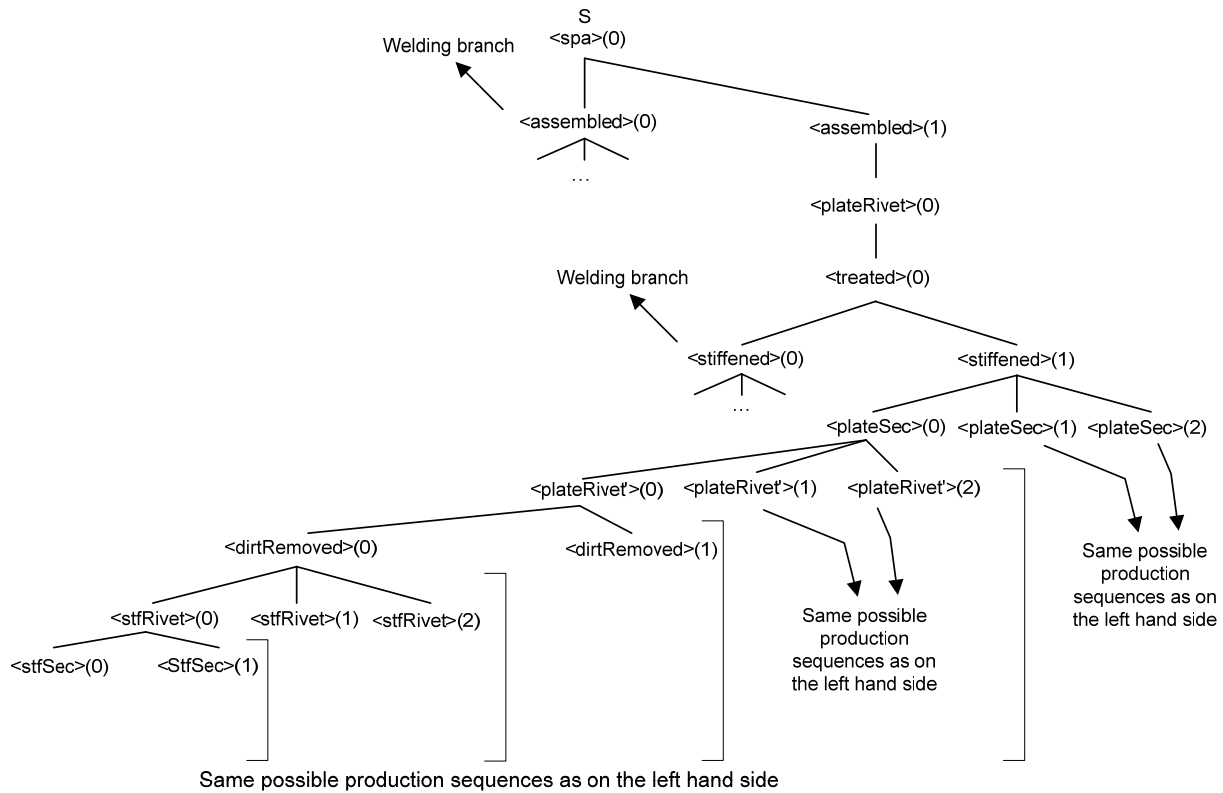 S
<spa>(0)
Welding branch
<assembled>(0)
<assembled>(1)
...
<plateRivet>(0)
Welding branch
<treated>(0)
<stiffened>(0)
<stiffened>(1)
...
<plateSec>(0)
<plateSec>(1)
<plateSec>(2)
<plateRivet'>(0)
<plateRivet'>(1)
<plateRivet'>(2)
<dirtRemoved>(0)
<dirtRemoved>(1)
Same possible
production
sequences as on
the left hand side
<stfRivet>(0)
<stfRivet>(1)
<stfRivet>(2)
Same possible
production
sequences as on
the left hand side
<stfSec>(0)
<StfSec>(1)
Same possible production sequences as on the left hand side